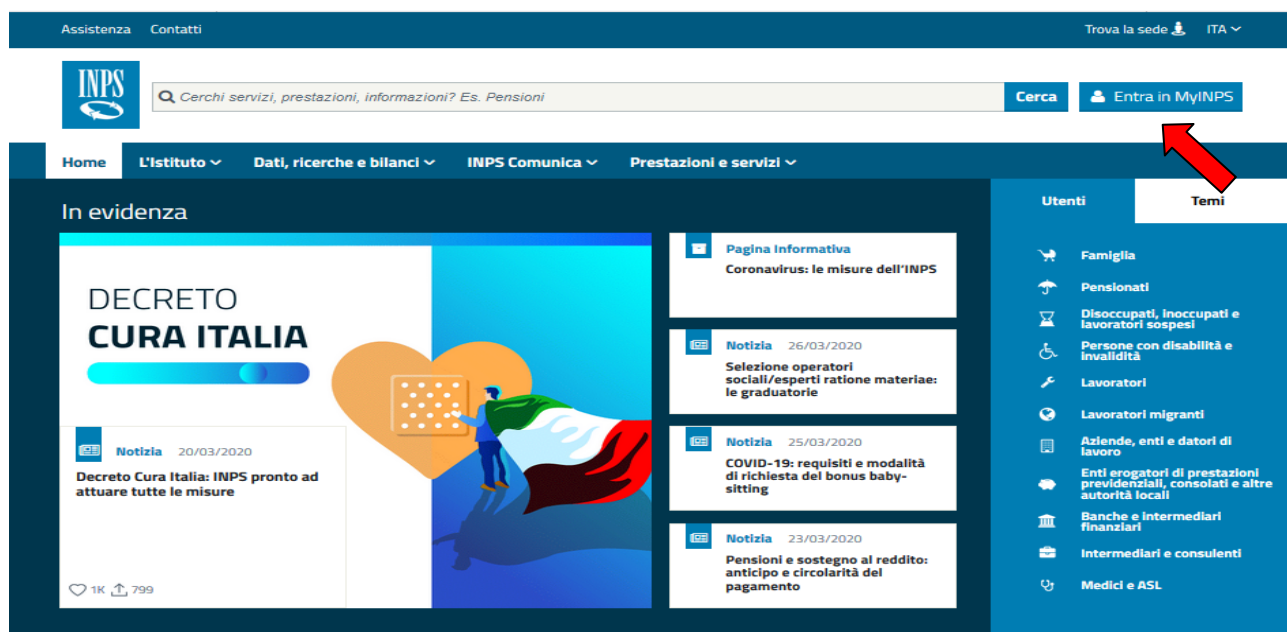 Assistenza Contatti
Trova la sede ITA
INPS
Cerchi servizi, prestazioni, informazioni? Es. Pensioni
Cerca
Entra in MyINPS
Home L'Istituto Dati, ricerche e bilanci INPS Comunica Prestazioni e servizi
In evidenza
DECRETO
CURA ITALIA
Notizia 20/03/2020
Decreto Cura Italia: INPS pronto ad
attuare tutte le misure
1K 799
Pagina Informativa
Coronavirus: le misure dell'INPS
Notizia 26/03/2020
Selezione operatori
sociali/esperti ratione materiae:
le graduatorie
Notizia 25/03/2020
COVID-19: requisiti e modalità
di richiesta del bonus baby-
sitting
Notizia 23/03/2020
Pensioni e sostegno al reddito:
anticipo e circolarità del
pagamento
Utenti Temi
Famiglia
Pensionati
Disoccupati, inoccupati e
lavoratori sospesi
Persone con disabilità e
invalidità
Lavoratori
Lavoratori migranti
Aziende, enti e datori di
lavoro
Enti erogatori di prestazioni
previdenziali, consolati e altre
autorità locali
Banche e intermediari
finanziari
Intermediari e consulenti
Medici e ASL